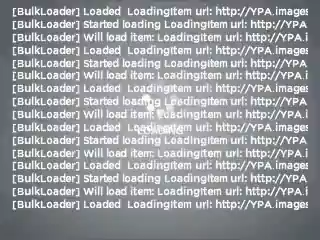 [BulkLoader] Loaded LoadingItem url: http://YPA.images
[BulkLoader] Started loading LoadingItem url: http://YPA
[BulkLoader] Will load item: LoadingItem url: http://YPA.i
[BulkLoader] Loaded LoadingItem url: http://YPA.images
[BulkLoader] Started loading LoadingItem url: http://YPA
[BulkLoader] Will load item: LoadingItem url: http://YPA.i
[BulkLoader] Loaded LoadingItem url: http://YPA.images
[BulkLoader] Started loading LoadingItem url: http://YPA
[BulkLoader] Will load item: LoadingItem url: http://YPA.i
[BulkLoader] Loaded LoadingItem url: http://YPA.images
LOADING
[BulkLoader] Started loading LoadingItem url: http://YPA
[BulkLoader] Will load item: LoadingItem url: http://YPA.i
[BulkLoader] Loaded LoadingItem url: http://YPA.images
[BulkLoader] Started loading LoadingItem url: http://YPA
[BulkLoader] Will load item: LoadingItem url: http://YPA.i
[BulkLoader] Loaded LoadingItem url: http://YPA.images